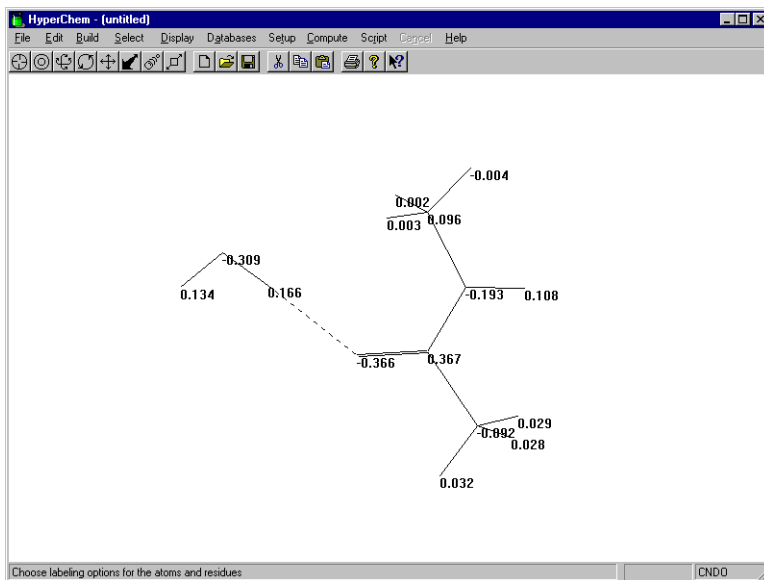 HyperChem - (untitled)
File Edit Build Select Display Databases Setup Compute Script Cancel Help
-0.004
0.002
0.003 0.096
-0.309
0.134 0.166 -0.193 0.108
-0.366 0.367
0.029
-0.092
0.028
0.032
Choose labeling options for the atoms and residues CNDO